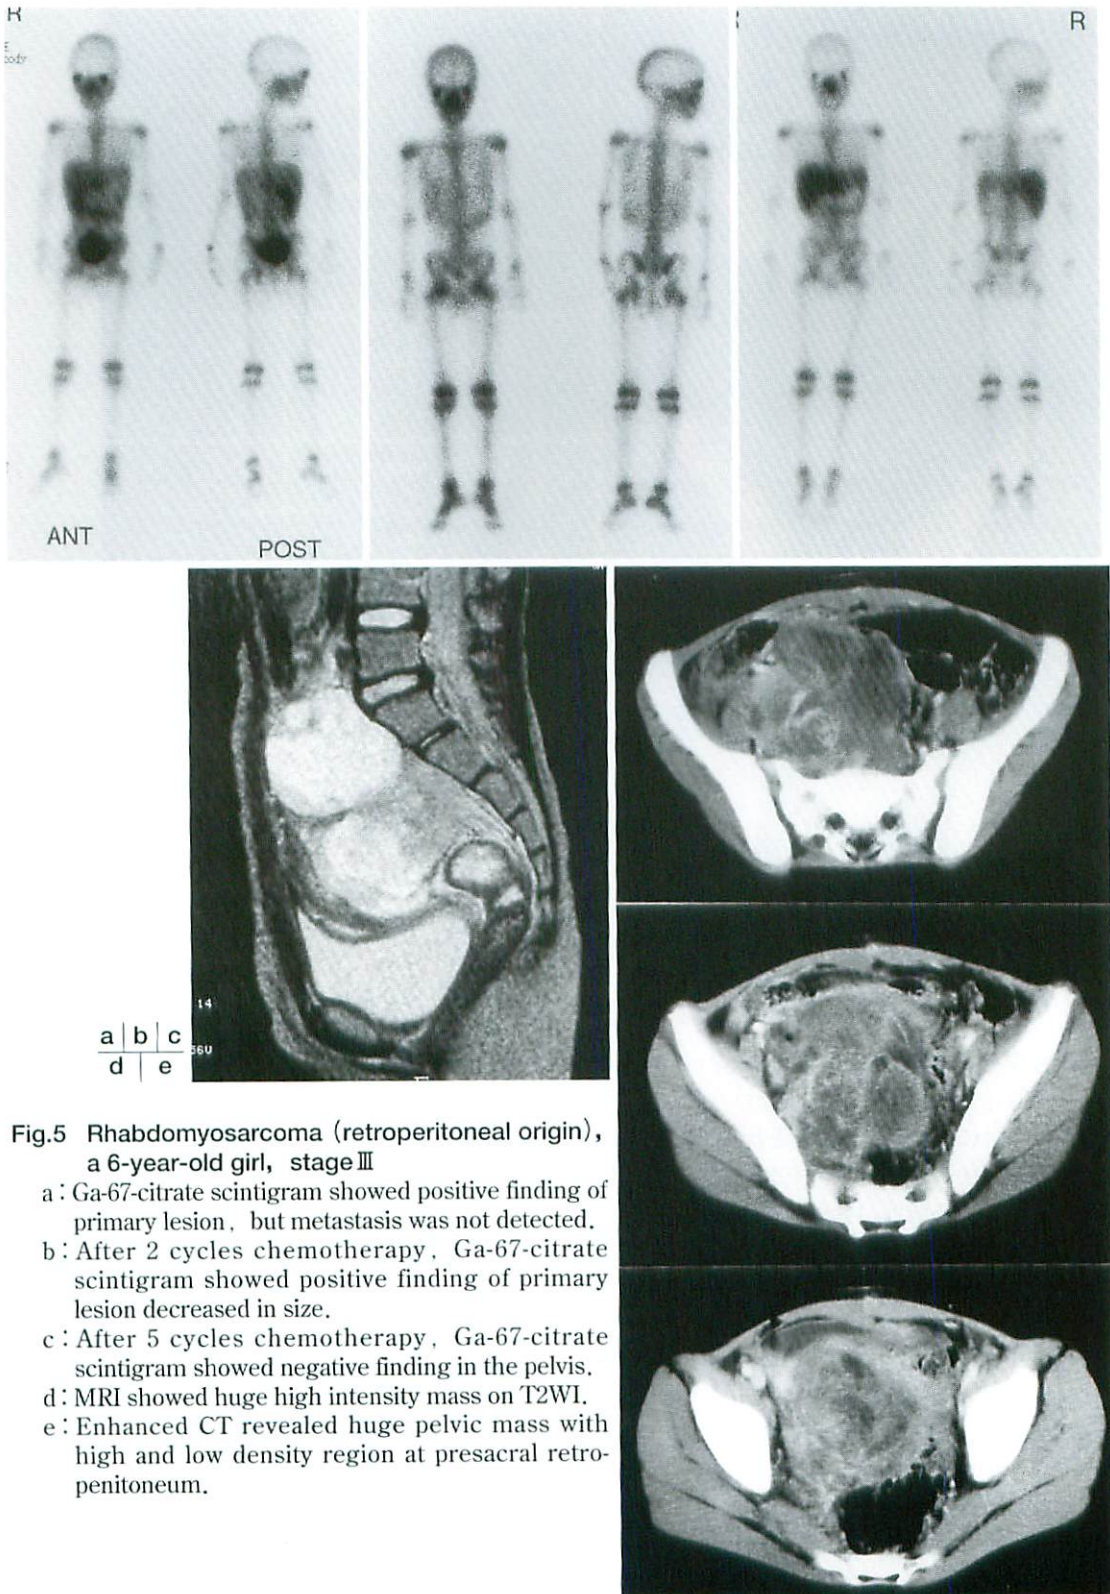 R
body
R
ANT
POST
14
a | b | c
d | e
Fig.5 Rhabdomyosarcoma (retroperitoneal origin),
a 6-year-old girl, stage Ⅲ
a : Ga-67-citrate scintigram showed positive finding of
primary lesion, but metastasis was not detected.
b : After 2 cycles chemotherapy, Ga-67-citrate
scintigram showed positive finding of primary
lesion decreased in size.
c : After 5 cycles chemotherapy, Ga-67-citrate
scintigram showed negative finding in the pelvis.
d : MRI showed huge high intensity mass on T2WI.
e : Enhanced CT revealed huge pelvic mass with
high and low density region at presacral retro-
penitoneum.